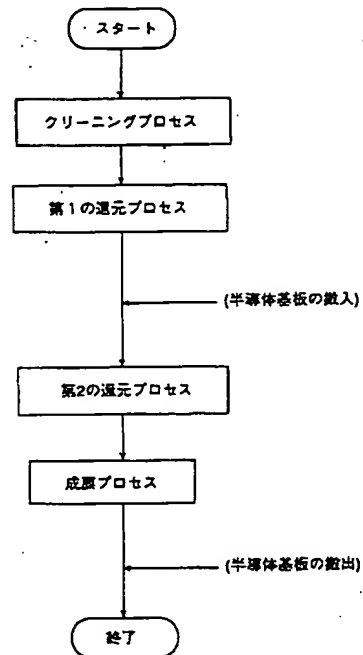 スタート
クリーニングプロセス
第1の還元プロセス
(半導体基板の搬入)
第2の還元プロセス
成膜プロセス
(半導体基板の搬出)
終了